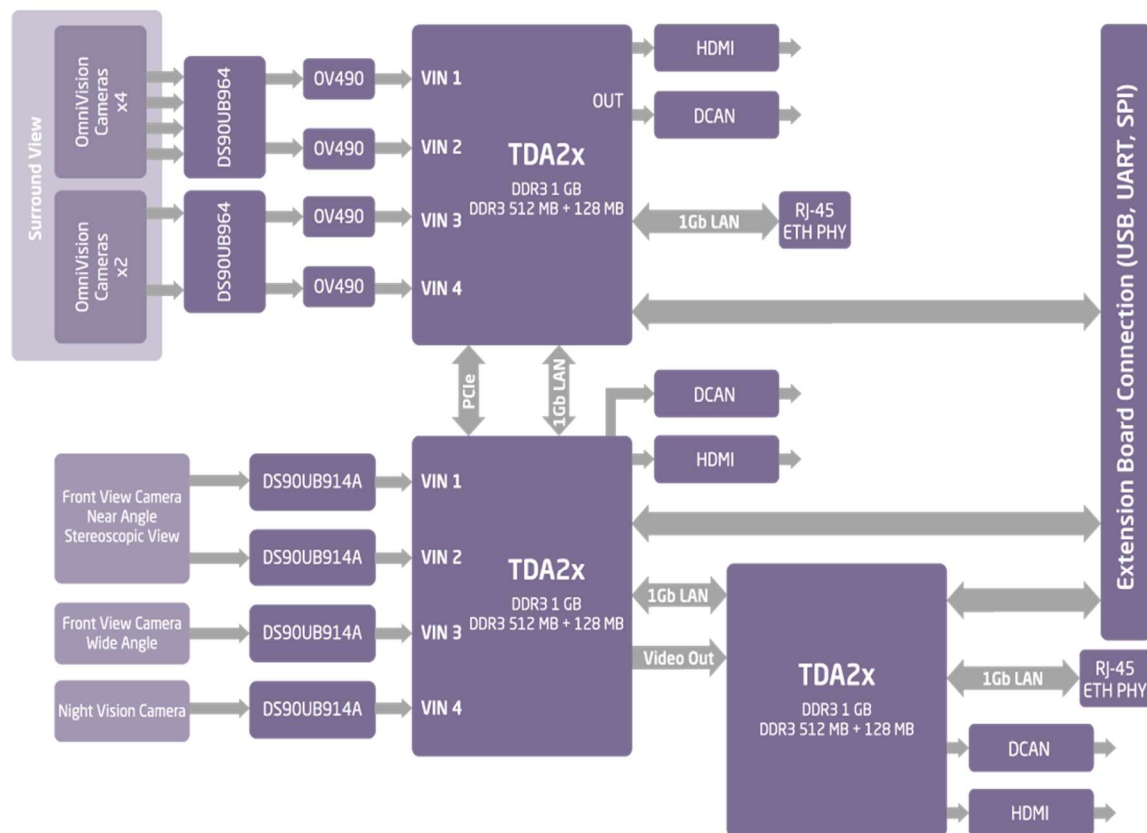 Surround View
OmniVision
Cameras
x4
OmniVision
Cameras
x2
DS90UB964
DS90UB964
OV490
OV490
OV490
OV490
VIN 1
VIN 2
VIN 3
VIN 4
OUT
TDA2x
DDR3 1 GB
DDR3 512 MB + 128 MB
HDMI
DCAN
1Gb LAN
RJ-45
ETH PHY
Extension Board Connection (USB, UART, SPI)
PCIe
1Gb LAN
DCAN
HDMI
Front View Camera
Near Angle
Stereoscopic View
Front View Camera
Wide Angle
Night Vision Camera
DS90UB914A
DS90UB914A
DS90UB914A
DS90UB914A
VIN 1
VIN 2
VIN 3
VIN 4
TDA2x
DDR3 1 GB
DDR3 512 MB + 128 MB
1Gb LAN
Video Out
TDA2x
DDR3 1 GB
DDR3 512 MB + 128 MB
1Gb LAN
RJ-45
ETH PHY
DCAN
HDMI